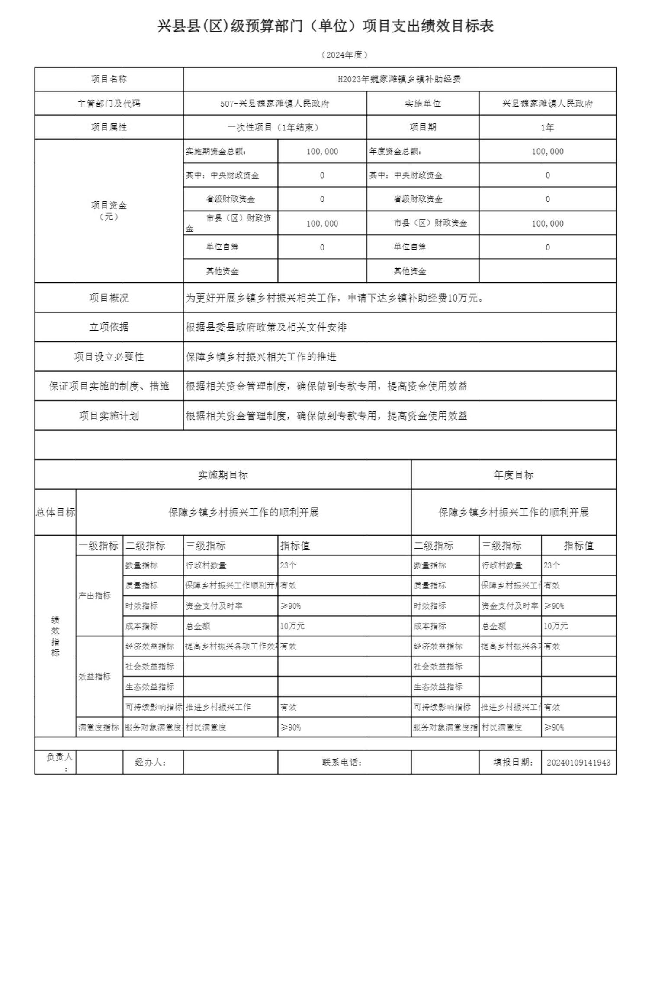 兴县县(区)级预算部门（单位）项目支出绩效目标表
（2024年度）
项目名称 H2023年魏家滩镇乡镇补助经费
主管部门及代码 507-兴县魏家滩镇人民政府 实施单位 兴县魏家滩镇人民政府
项目属性 一次性项目（1年结束） 项目期 1年
项目资金
（元）
实施期资金总额: 100,000 年度资金总额: 100,000
其中: 中央财政资金 0 其中: 中央财政资金 0
省级财政资金 0 省级财政资金 0
市县（区）财政资
金 100,000 市县（区）财政资金 100,000
单位自筹 0 单位自筹 0
其他资金 其他资金
项目概况 为更好开展乡镇乡村振兴相关工作，申请下达乡镇补助经费10万元。
立项依据 根据县委县政府政策及相关文件安排
项目设立必要性 保障乡镇乡村振兴相关工作的推进
保证项目实施的制度、措施 根据相关资金管理制度，确保做到专款专用，提高资金使用效益
项目实施计划 根据相关资金管理制度，确保做到专款专用，提高资金使用效益
实施期目标 年度目标
总体目标 保障乡镇乡村振兴工作的顺利开展 保障乡镇乡村振兴工作的顺利开展
绩
效
指
标
一级指标 二级指标 三级指标 指标值 二级指标 三级指标 指标值
产出指标
数量指标 行政村数量 23个 数量指标 行政村数量 23个
质量指标 保障乡村振兴工作顺利开 有效 质量指标 保障乡村振兴工 有效
时效指标 资金支付及时率 ≥90% 时效指标 资金支付及时率 ≥90%
成本指标 总金额 10万元 成本指标 总金额 10万元
效益指标
经济效益指标 提高乡村振兴各项工作效 有效 经济效益指标 提高乡村振兴各 有效
社会效益指标 社会效益指标
生态效益指标 生态效益指标
可持续影响指标 推进乡村振兴工作 有效 可持续影响指标 推进乡村振兴工 有效
满意度指标 服务对象满意度 村民满意度 ≥90% 服务对象满意度指 村民满意度 ≥90%
负责人
: 经办人: 联系电话: 填报日期: 20240109141943